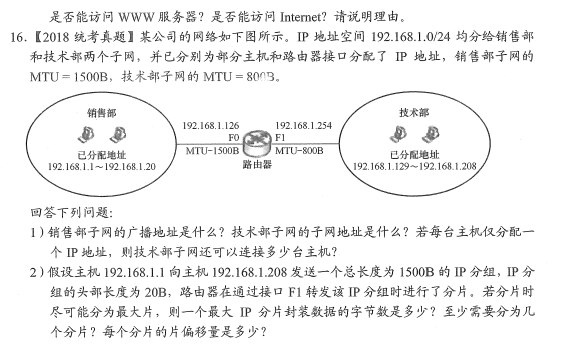 是否能访问 WWW 服务器？是否能访问 Internet？请说明理由。
16.【2018 统考真题】某公司的网络如下图所示。IP 地址空间 192.168.1.0/24 均分给销售部
和技术部两个子网，并已分别为部分主机和路由器接口分配了 IP 地址，销售部子网的
MTU = 1500B，技术部子网的 MTU = 800B。
销售部
已分配地址
192.168.1.1～192.168.1.20
192.168.1.126
F0
MTU=1500B
路由器
192.168.1.254
F1
MTU=800B
技术部
已分配地址
192.168.1.129～192.168.1.208
回答下列问题：
1）销售部子网的广播地址是什么？技术部子网的子网地址是什么？若每台主机仅分配一
个 IP 地址，则技术部子网还可以连接多少台主机？
2）假设主机 192.168.1.1 向主机 192.168.1.208 发送一个总长度为 1500B 的 IP 分组，IP 分
组的头部长度为 20B，路由器在通过接口 F1 转发该 IP 分组时进行了分片。若分片时
尽可能分为最大片，则一个最大 IP 分片封装数据的字节数是多少？至少需要分为几
个分片？每个分片的片偏移量是多少？